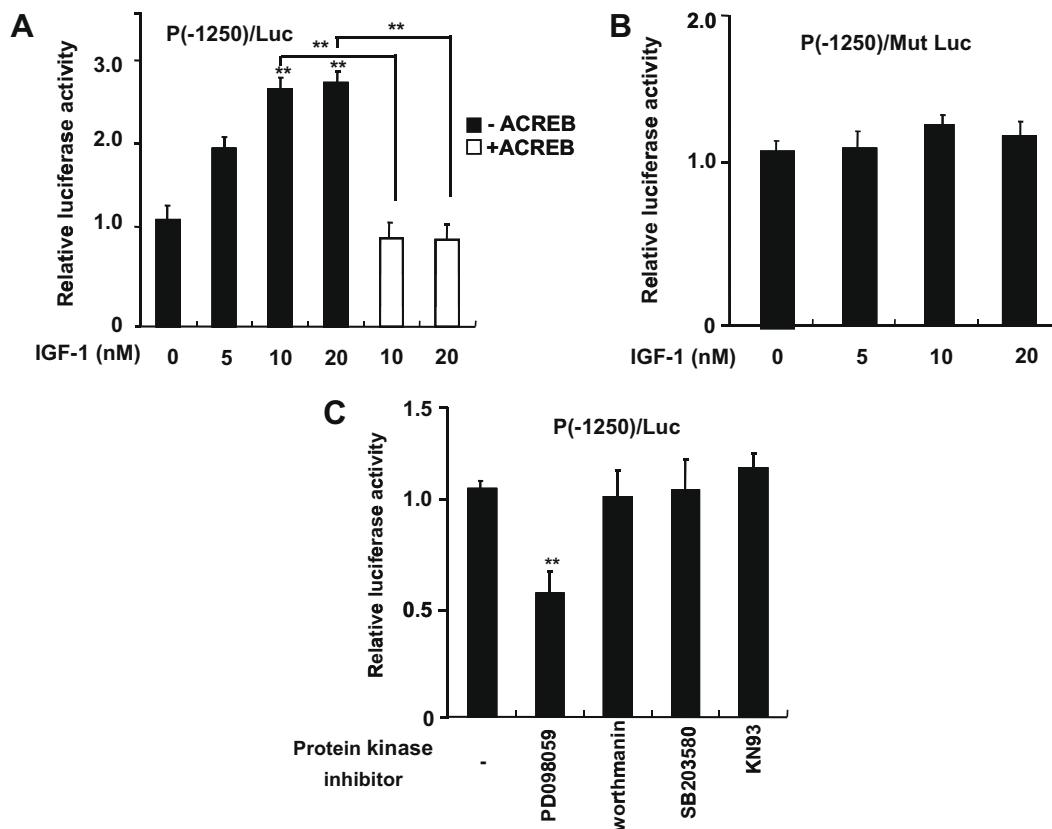 A
P(-1250)/Luc
**
**
**
**
3.0
2.0
1.0
0
Relative luciferase activity
- ACREB
+ACREB
IGF-1 (nM) 0 5 10 20 10 20
B
P(-1250)/Mut Luc
2.0
1.0
0
Relative luciferase activity
IGF-1 (nM) 0 5 10 20
C
P(-1250)/Luc
1.5
1.0
0.5
0
Relative luciferase activity
**
Protein kinase
inhibitor
-
PD098059
worthmanin
SB203580
KN93